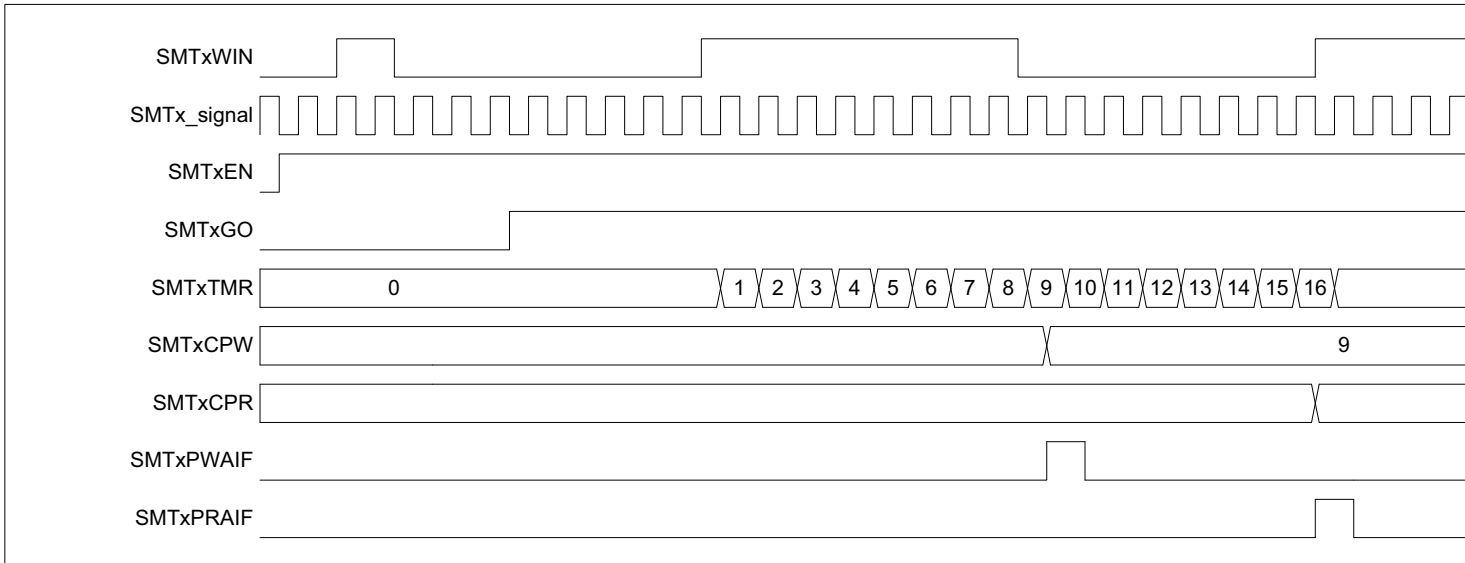 SMTxWIN
SMTx_signal
SMTxEN
SMTxGO
SMTxTMR 0 1 2 3 4 5 6 7 8 9 10 11 12 13 14 15 16
SMTxCPW 9
SMTxCPR
SMTxPWAIF
SMTxPRAIF